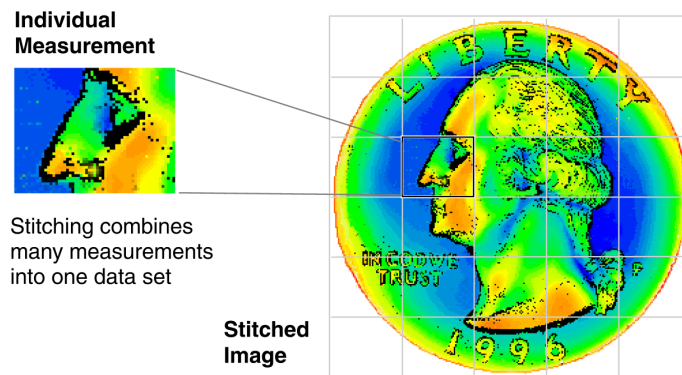 Individual
Measurement
Stitching combines
many measurements
into one data set
LIBERTY
IN GOD WE
TRUST
P
1996
Stitched
Image